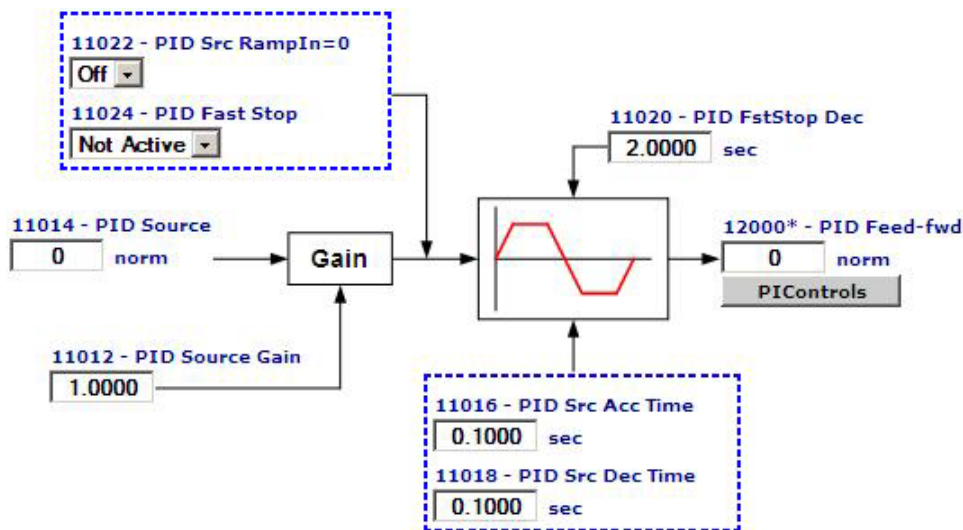 11022 - PID Src RampIn=0
Off
11024 - PID Fast Stop
Not Active
11020 - PID FstStop Dec
2.0000 sec
11014 - PID Source
0 norm
Gain
12000* - PID Feed-fwd
0 norm
PIControls
11012 - PID Source Gain
1.0000
11016 - PID Src Acc Time
0.1000 sec
11018 - PID Src Dec Time
0.1000 sec